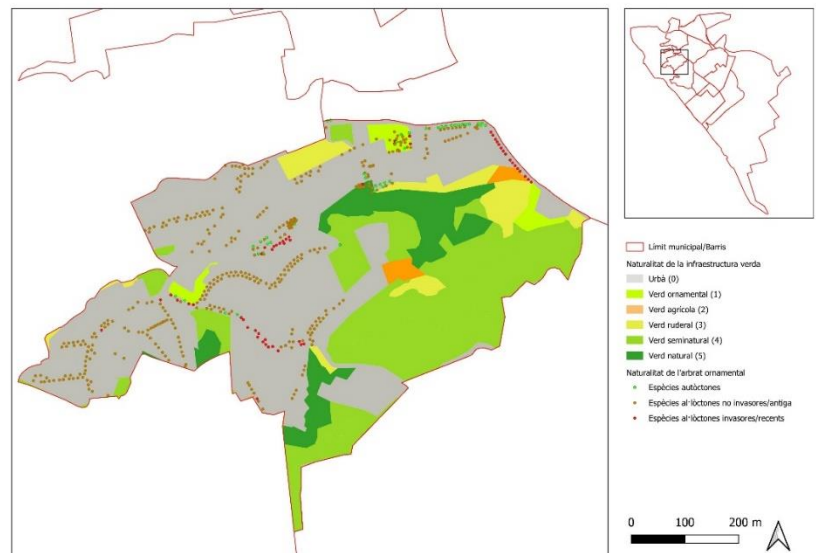 Límit municipal/Barris
Naturalitat de la infraestructura verda
Urbà (0)
Verd ornamental (1)
Verd agrícola (2)
Verd ruderal (3)
Verd seminatural (4)
Verd natural (5)
Naturalitat de l'arbrat ornamental
Espècies autòctones
Espècies al·lòctones no invasores/antiga
Espècies al·lòctones invasores/recents
0 100 200 m